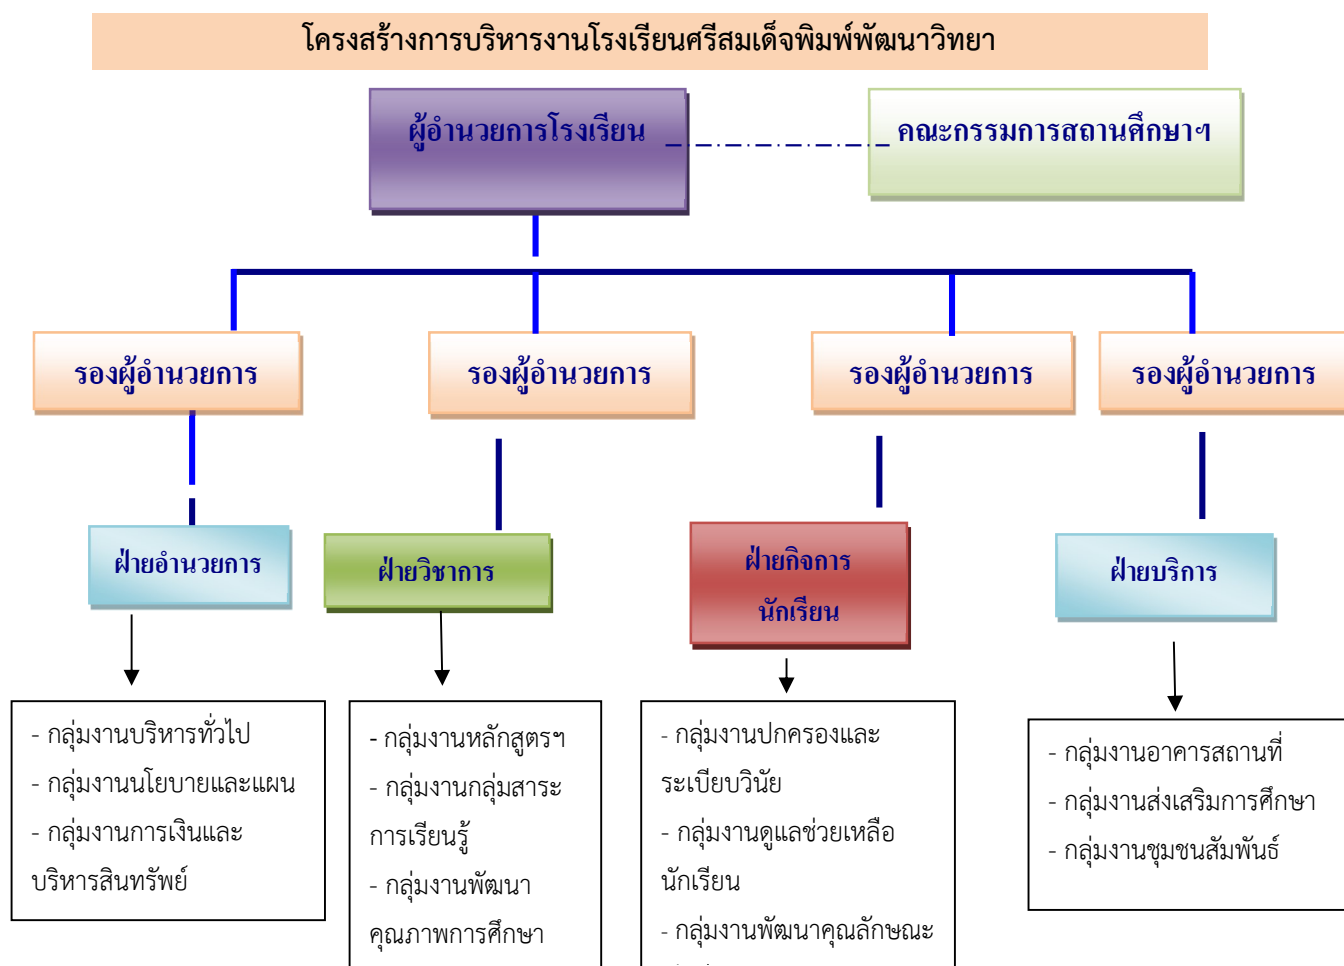 โครงสร้างการบริหารงานโรงเรียนศรีสมเด็จพิมพ์พัฒนาวิทยา
ผู้อำนวยการโรงเรียน
คณะกรรมการสถานศึกษาฯ
รองผู้อำนวยการ
รองผู้อำนวยการ
รองผู้อำนวยการ
รองผู้อำนวยการ
ฝ่ายอำนวยการ
ฝ่ายวิชาการ
ฝ่ายกิจการ
นักเรียน
ฝ่ายบริการ
- กลุ่มงานบริหารทั่วไป
- กลุ่มงานนโยบายและแผน
- กลุ่มงานการเงินและ
บริหารสินทรัพย์
- กลุ่มงานหลักสูตรฯ
- กลุ่มงานกลุ่มสาระ
การเรียนรู้
- กลุ่มงานพัฒนา
คุณภาพการศึกษา
- กลุ่มงานปกครองและ
ระเบียบวินัย
- กลุ่มงานดูแลช่วยเหลือ
นักเรียน
- กลุ่มงานพัฒนาคุณลักษณะ
- กลุ่มงานอาคารสถานที่
- กลุ่มงานส่งเสริมการศึกษา
- กลุ่มงานชุมชนสัมพันธ์